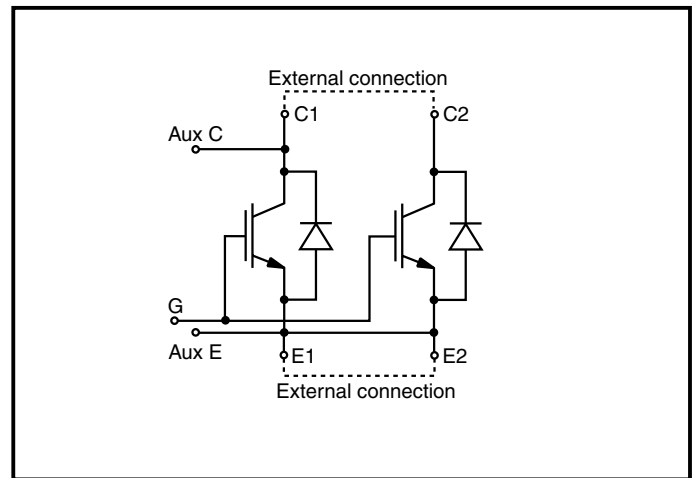 External connection
C1
C2
Aux C
G
Aux E
E1
E2
External connection